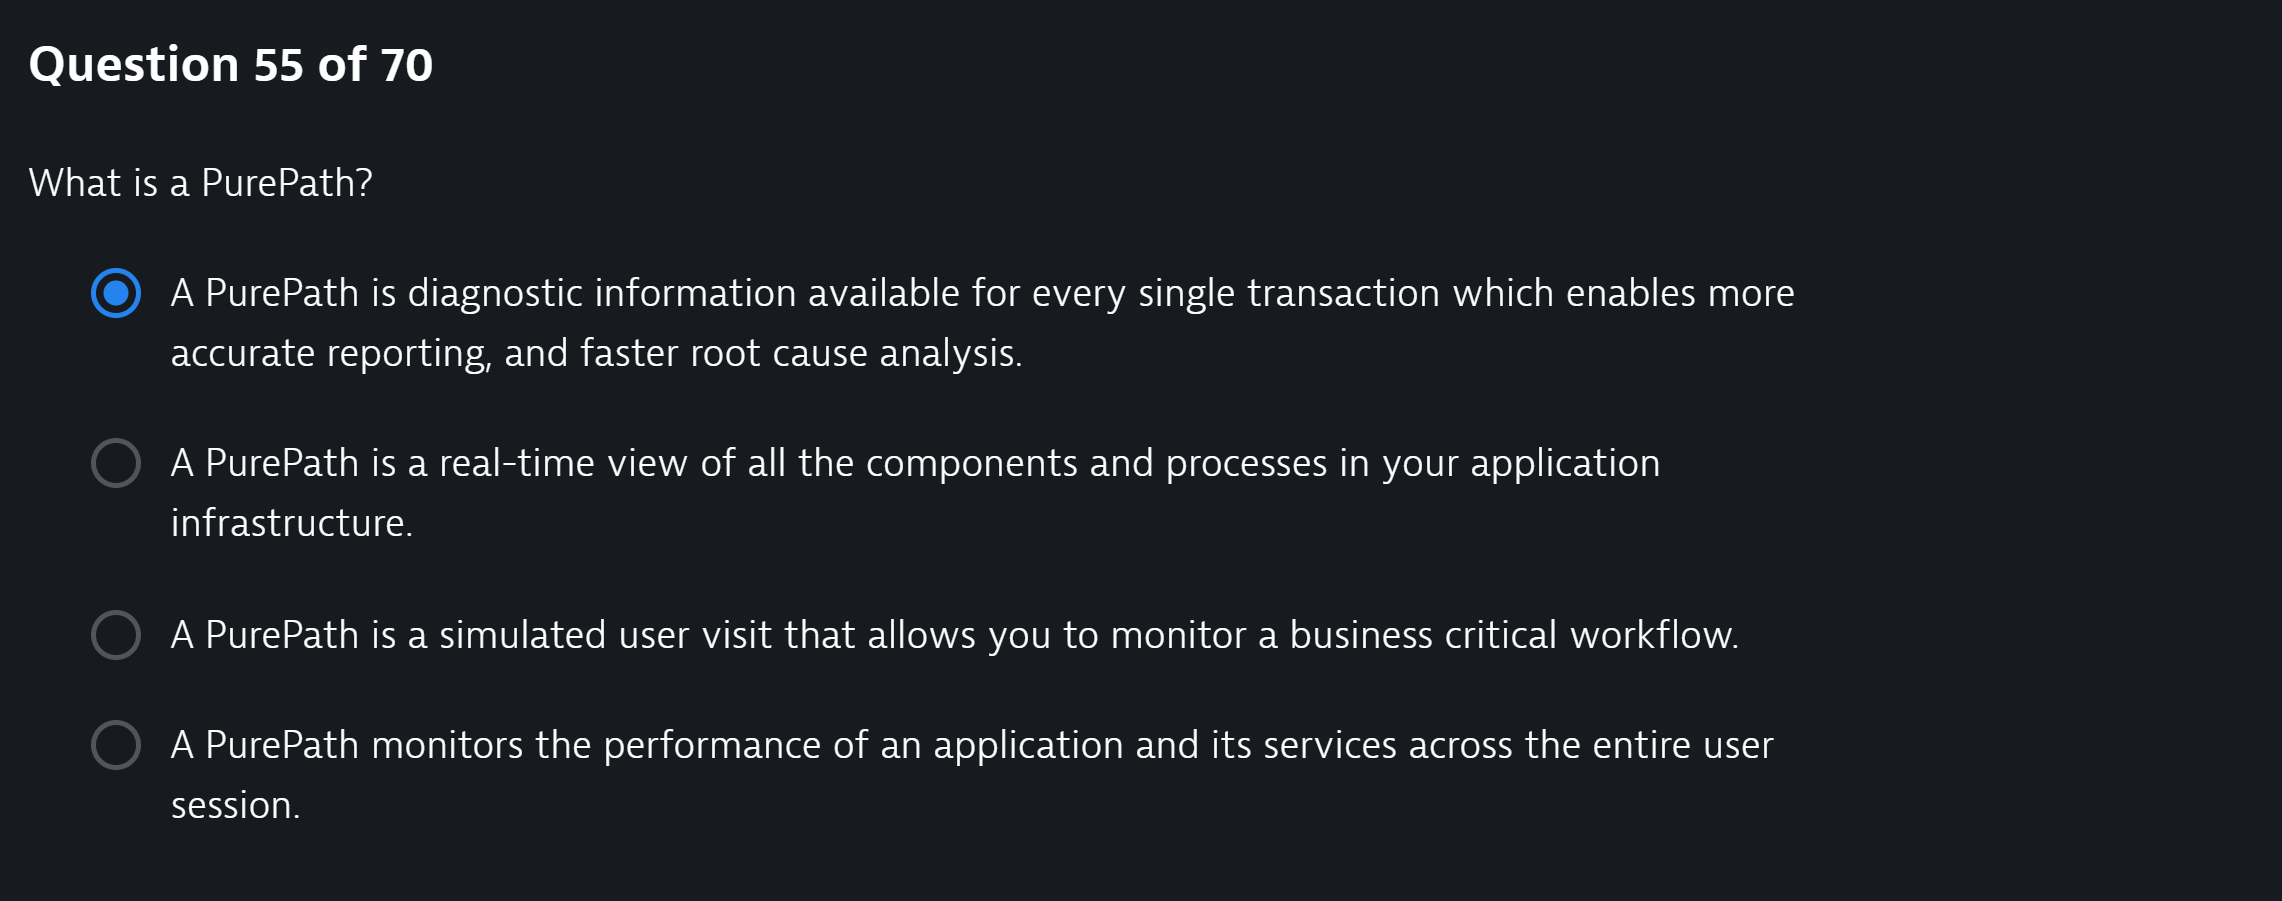 Question 55 of 70
What is a PurePath?
A PurePath is diagnostic information available for every single transaction which enables more
accurate reporting, and faster root cause analysis.
A PurePath is a real-time view of all the components and processes in your application
infrastructure.
A PurePath is a simulated user visit that allows you to monitor a business critical workflow.
A PurePath monitors the performance of an application and its services across the entire user
session.